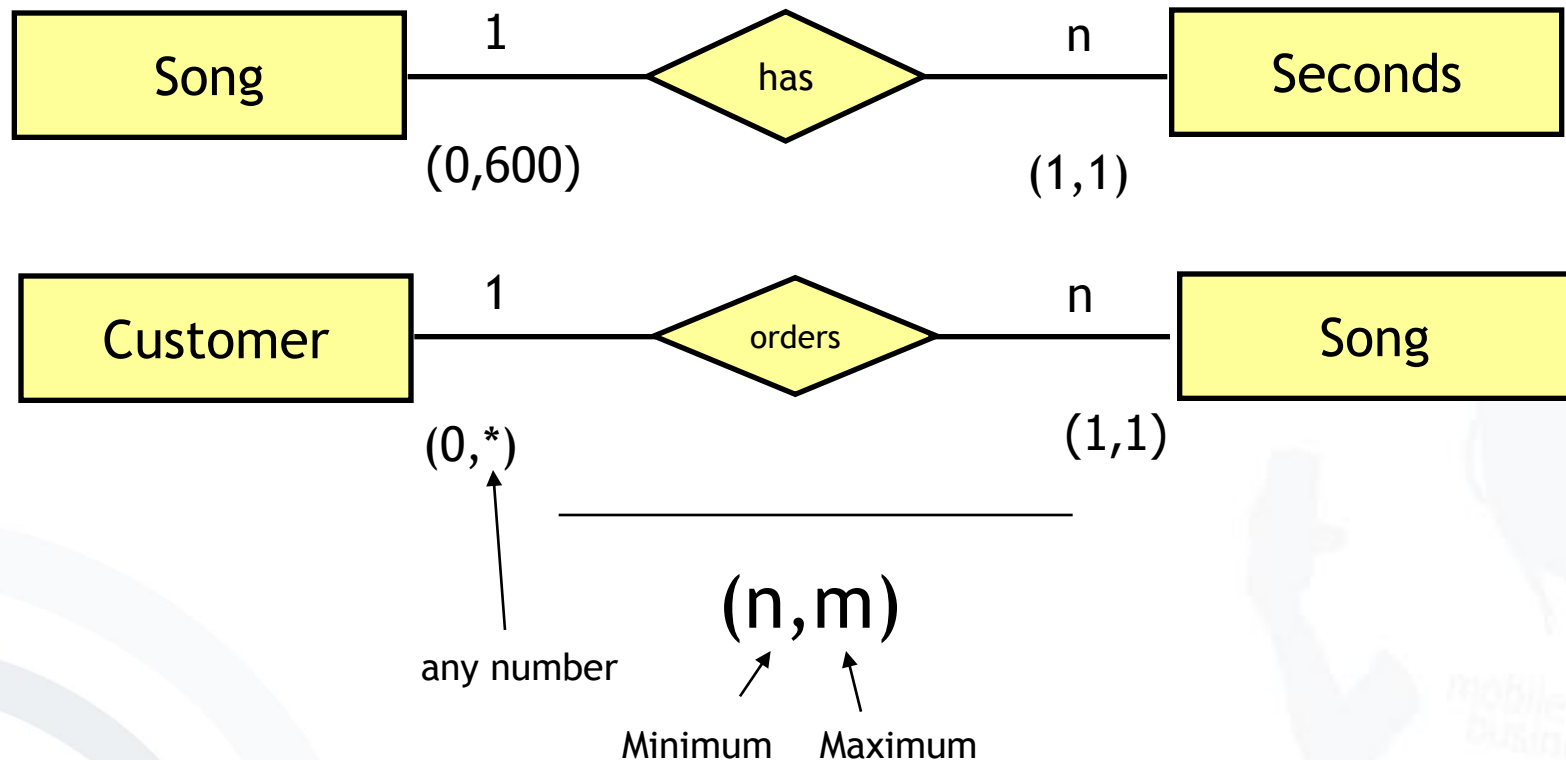 1 n
Song has Seconds
(0,600) (1,1)
1 n
Customer orders Song
(0,*) (1,1)
(n,m)
any number
Minimum Maximum
mobile